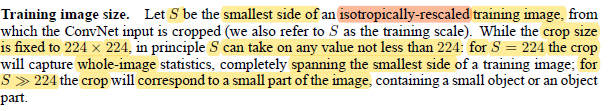 Training image size. Let S be the smallest side of an isotropically-rescaled training image, from
which the ConvNet input is cropped (we also refer to S as the training scale). While the crop size
is fixed to 224 × 224, in principle S can take on any value not less than 224: for S = 224 the crop
will capture whole-image statistics, completely spanning the smallest side of a training image; for
S ≫ 224 the crop will correspond to a small part of the image, containing a small object or an object
part.